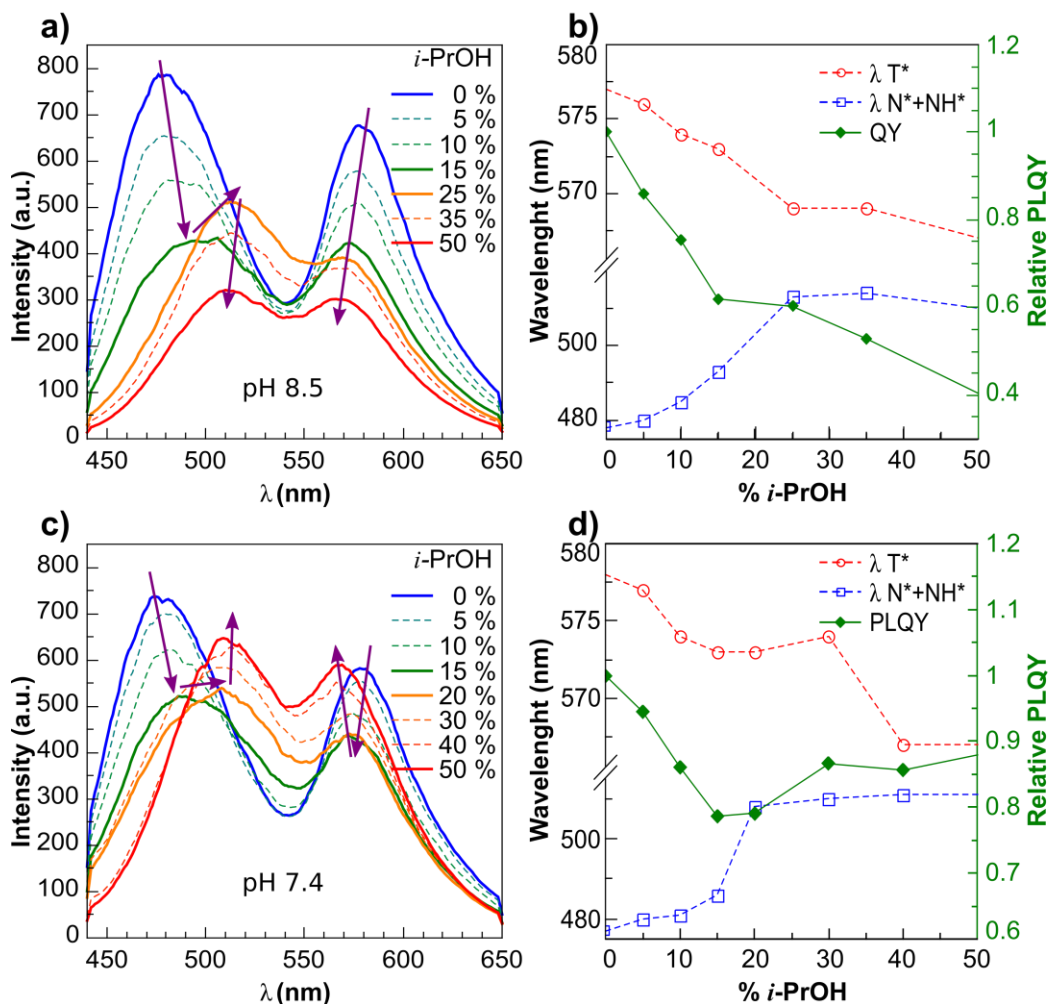 a)
i-PrOH
0 %
5 %
10 %
15 %
25 %
35 %
50 %
pH 8.5
Intensity (a.u.)
800
700
600
500
400
300
200
100
0
450 500 550 600 650
λ (nm)
b)
λ T*
λ N*+NH*
QY
Wavelenght (nm)
580
575
570
500
480
Relative PLQY
1.2
1
0.8
0.6
0.4
0 10 20 30 40 50
% i-PrOH
c)
i-PrOH
0 %
5 %
10 %
15 %
20 %
30 %
40 %
50 %
pH 7.4
Intensity (a.u.)
800
700
600
500
400
300
200
100
0
450 500 550 600 650
λ (nm)
d)
λ T*
λ N*+NH*
PLQY
Wavelenght (nm)
580
570
500
480
Relative PLQY
1.2
1.1
1
0.9
0.8
0.7
0.6
0 10 20 30 40 50
% i-PrOH